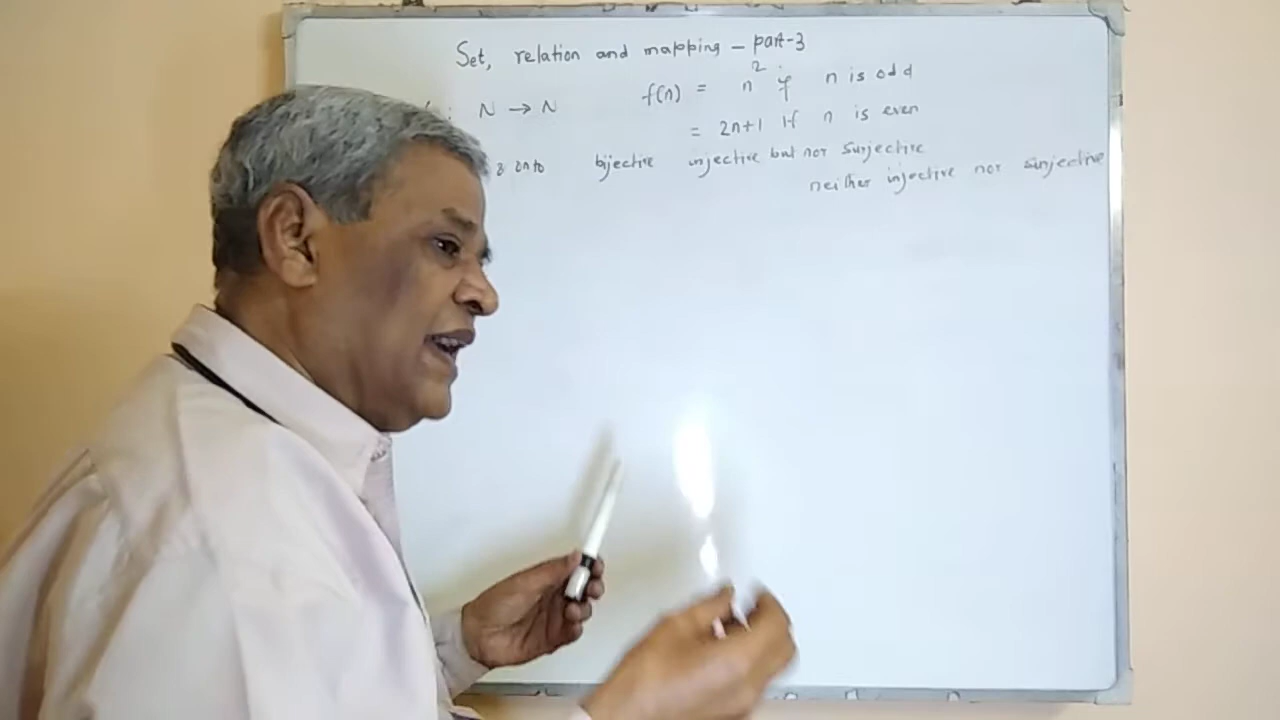 Set, relation and mapping – part-3
: N → N f(n) = n² if n is odd
= 2n+1 If n is even
onto bijective injective but not surjective
neither injective nor surjective